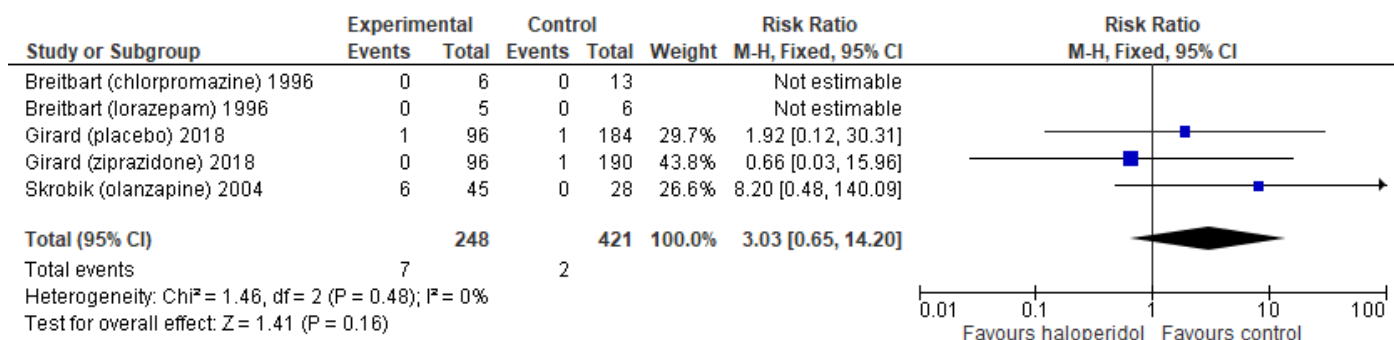 Experimental Control Risk Ratio Risk Ratio
Study or Subgroup Events Total Events Total Weight M-H, Fixed, 95% CI M-H, Fixed, 95% CI
Breitbart (chlorpromazine) 1996 0 6 0 13 Not estimable
Breitbart (lorazepam) 1996 0 5 0 6 Not estimable
Girard (placebo) 2018 1 96 1 184 29.7% 1.92 [0.12, 30.31]
Girard (ziprazidone) 2018 0 96 1 190 43.8% 0.66 [0.03, 15.96]
Skrobik (olanzapine) 2004 6 45 0 28 26.6% 8.20 [0.48, 140.09]
Total (95% CI) 248 421 100.0% 3.03 [0.65, 14.20]
Total events 7 2
Heterogeneity: Chi² = 1.46, df = 2 (P = 0.48); I² = 0%
Test for overall effect: Z = 1.41 (P = 0.16)
0.01 0.1 1 10 100
Favours haloperidol Favours control